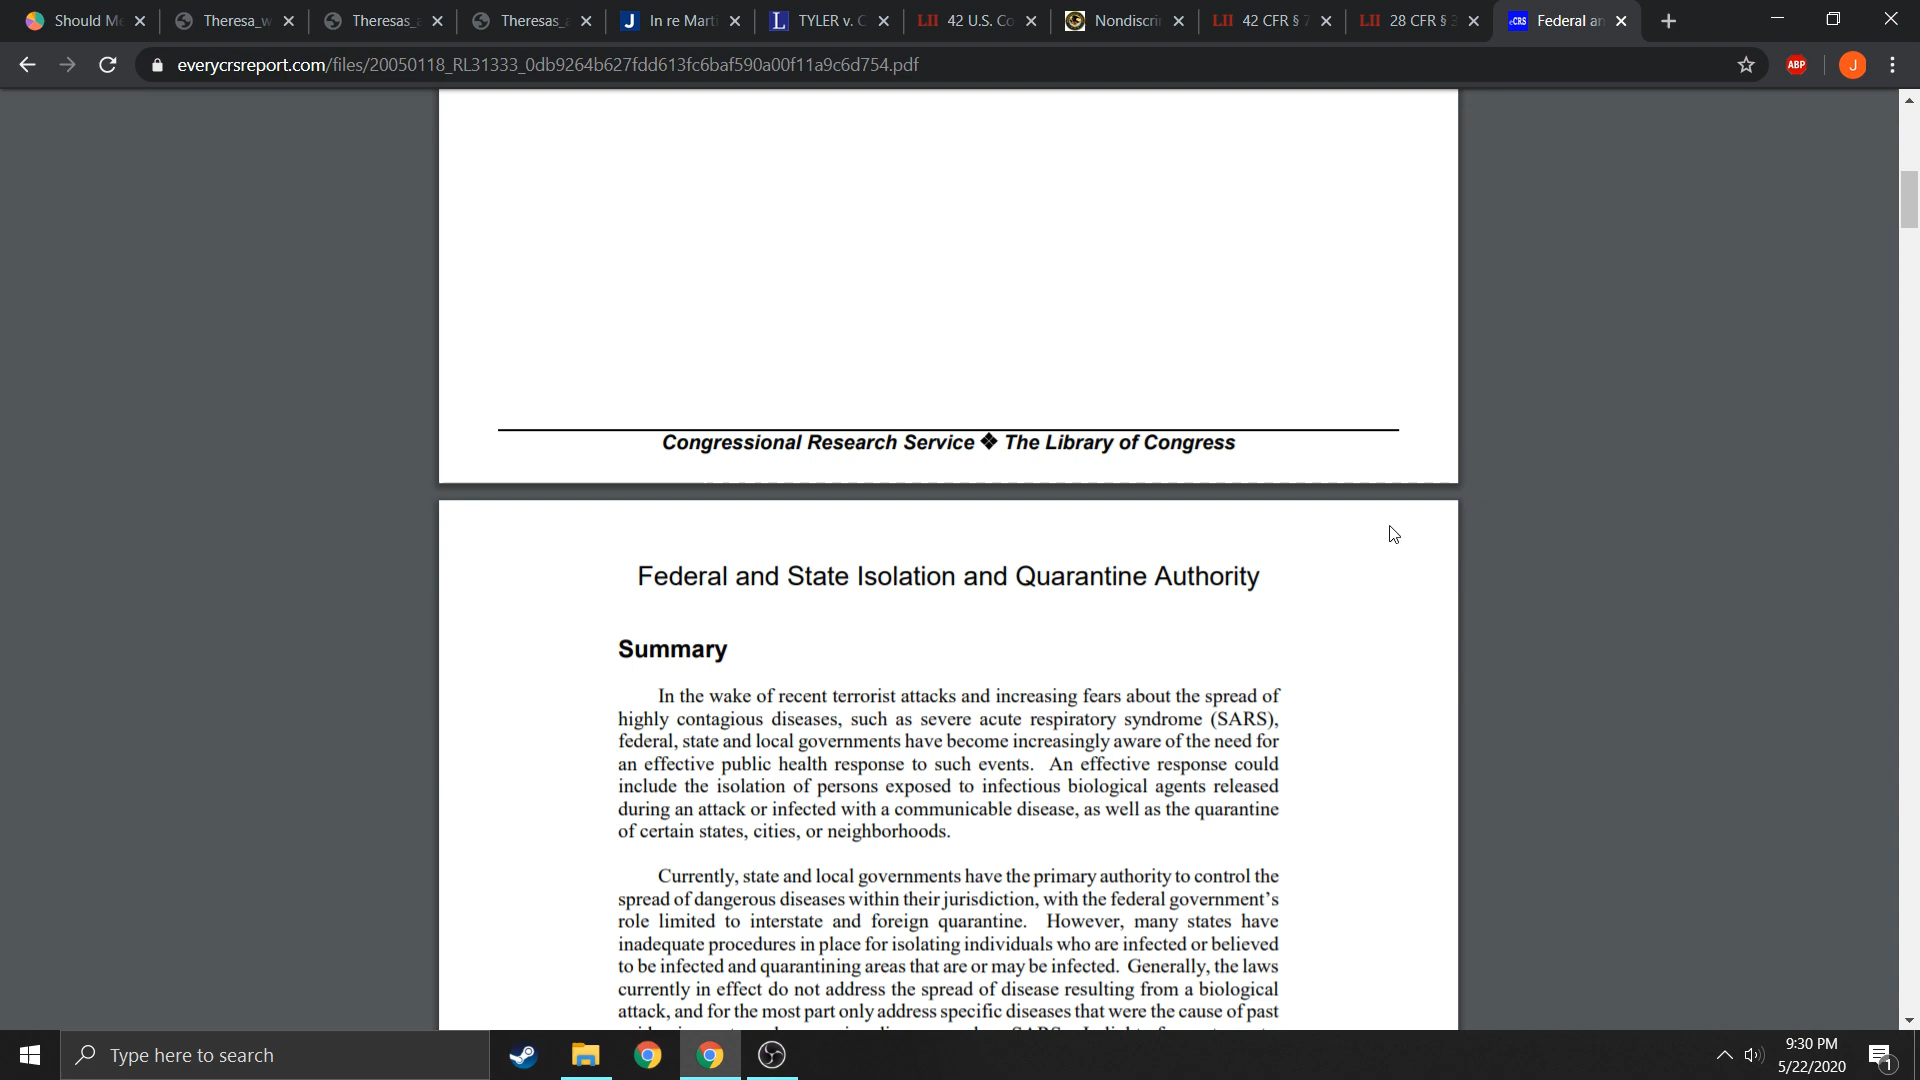 Should Me
Theresa_w
Theresas_
Theresas_
In re Marti
TYLER v. C
LII 42 U.S. Co
Nondiscri
LII 42 CFR § 7
LII 28 CFR § 3
Federal an
everycrsreport.com/files/20050118_RL31333_0db9264b627fdd613fc6baf590a00f11a9c6d754.pdf
ABP
J
Congressional Research Service ❖ The Library of Congress
Federal and State Isolation and Quarantine Authority
Summary
In the wake of recent terrorist attacks and increasing fears about the spread of
highly contagious diseases, such as severe acute respiratory syndrome (SARS),
federal, state and local governments have become increasingly aware of the need for
an effective public health response to such events. An effective response could
include the isolation of persons exposed to infectious biological agents released
during an attack or infected with a communicable disease, as well as the quarantine
of certain states, cities, or neighborhoods.
Currently, state and local governments have the primary authority to control the
spread of dangerous diseases within their jurisdiction, with the federal government's
role limited to interstate and foreign quarantine. However, many states have
inadequate procedures in place for isolating individuals who are infected or believed
to be infected and quarantining areas that are or may be infected. Generally, the laws
currently in effect do not address the spread of disease resulting from a biological
attack, and for the most part only address specific diseases that were the cause of past
Type here to search
9:30 PM
5/22/2020
1